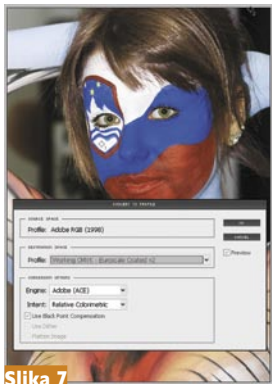 CONVERT TO PROFILE
SOURCE SPACE
Profile: Adobe RGB (1998)
OK
CANCEL
Preview
DESTINATION SPACE
Profile: Working CMYK - Euroscale Coated v2
CONVERSION OPTIONS
Engine: Adobe (ACE)
Intent: Relative Colorimetric
Use Black Point Compensation
Use Dither
Flatten Image
Slika 7